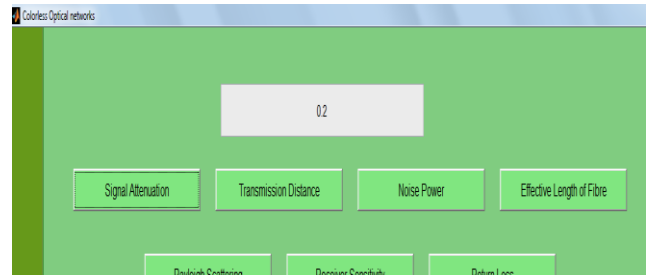 Colorless Optical networks
0.2
Signal Attenuation
Transmission Distance
Noise Power
Effective Length of Fibre
Rayleigh Scattering
Receiver Sensitivity
Return Loss